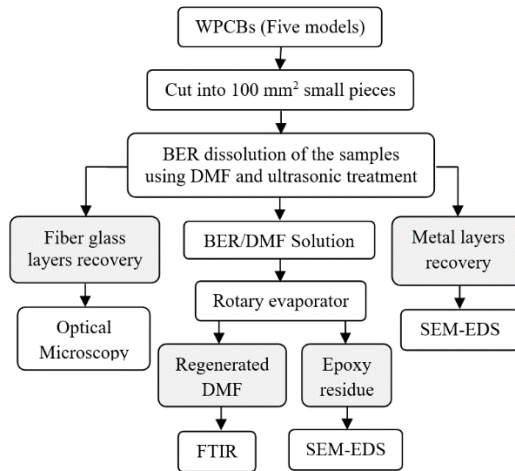 WPCBs (Five models)
Cut into 100 mm² small pieces
BER dissolution of the samples
using DMF and ultrasonic treatment
Fiber glass
layers recovery
BER/DMF Solution
Metal layers
recovery
Optical
Microscopy
Rotary evaporator
SEM-EDS
Regenerated
DMF
Epoxy
residue
FTIR
SEM-EDS